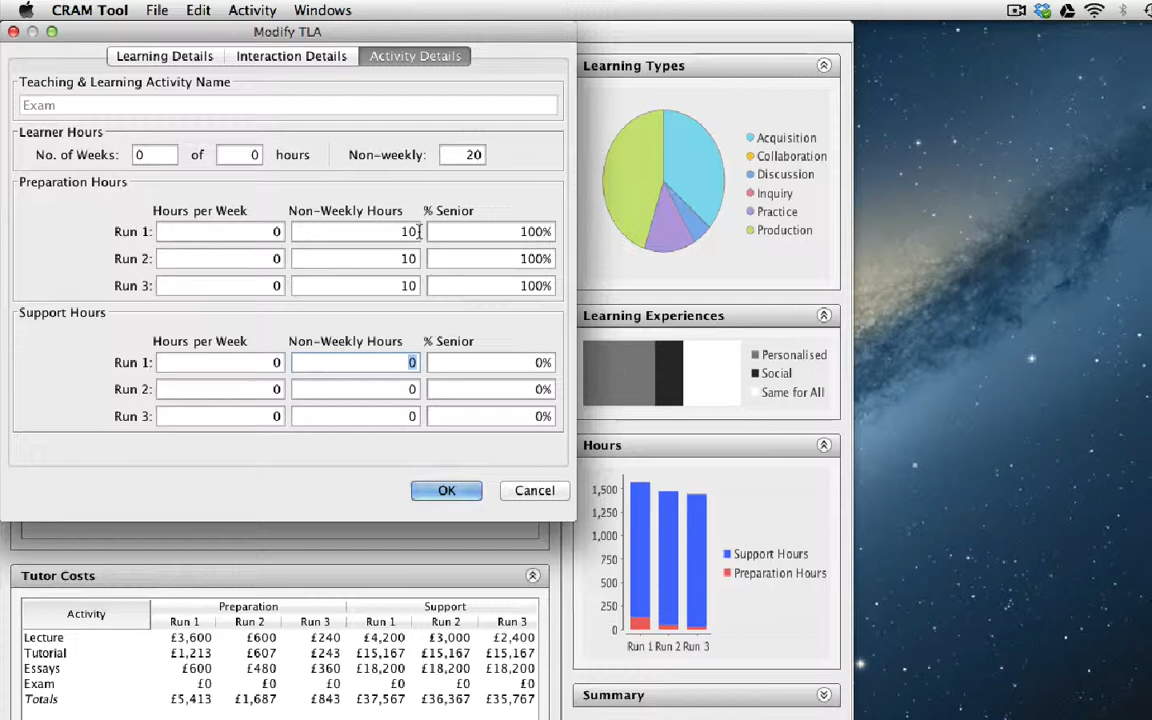 CRAM Tool File Edit Activity Windows
Modify TLA
Learning Details Interaction Details Activity Details
Teaching & Learning Activity Name
Exam
Learner Hours
No. of Weeks: 0 of 0 hours Non-weekly: 20
Preparation Hours
Hours per Week Non-Weekly Hours % Senior
Run 1: 0 10 100%
Run 2: 0 10 100%
Run 3: 0 10 100%
Support Hours
Hours per Week Non-Weekly Hours % Senior
Run 1: 0 0 0%
Run 2: 0 0 0%
Run 3: 0 0 0%
OK Cancel
Learning Types
Acquisition
Collaboration
Discussion
Inquiry
Practice
Production
Learning Experiences
Personalised
Social
Same for All
Hours
1,500
1,250
1,000
750
500
250
0
Run 1 Run 2 Run 3
Support Hours
Preparation Hours
Summary
Tutor Costs
Activity Preparation Support
Run 1 Run 2 Run 3 Run 1 Run 2 Run 3
Lecture £3,600 £600 £240 £4,200 £3,000 £2,400
Tutorial £1,213 £607 £243 £15,167 £15,167 £15,167
Essays £600 £480 £360 £18,200 £18,200 £18,200
Exam £0 £0 £0 £0 £0 £0
Totals £5,413 £1,687 £843 £37,567 £36,367 £35,767